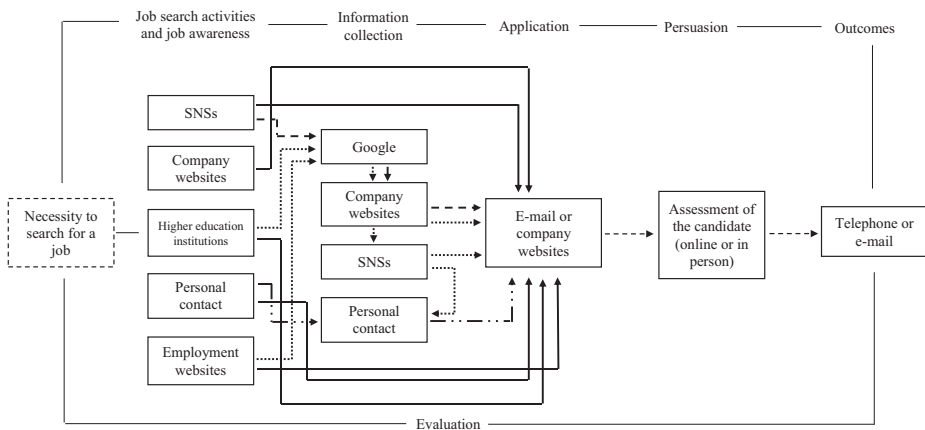 Job search activities
and job awareness
Information
collection
Application
Persuasion
Outcomes
SNSs
Company
websites
Necessity to
search for a
job
Higher education
institutions
Personal
contact
Employment
websites
Google
Company
websites
SNSs
Personal
contact
E-mail or
company
websites
Assessment of
the candidate
(online or in
person)
Telephone or
e-mail
Evaluation